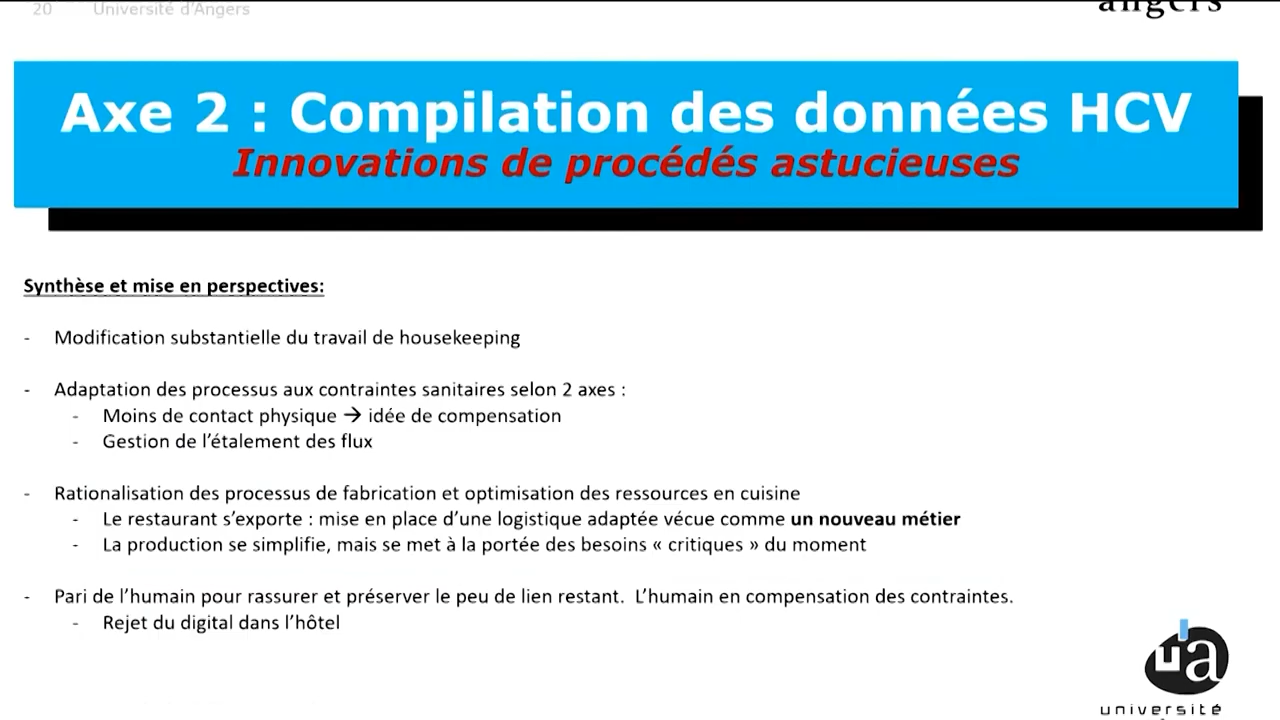 20 Université d'Angers
angers
Axe 2 : Compilation des données HCV
Innovations de procédés astucieuses
Synthèse et mise en perspectives:
- Modification substantielle du travail de housekeeping
- Adaptation des processus aux contraintes sanitaires selon 2 axes :
- Moins de contact physique → idée de compensation
- Gestion de l'étalement des flux
- Rationalisation des processus de fabrication et optimisation des ressources en cuisine
- Le restaurant s'exporte : mise en place d'une logistique adaptée vécue comme un nouveau métier
- La production se simplifie, mais se met à la portée des besoins « critiques » du moment
- Pari de l'humain pour rassurer et préserver le peu de lien restant. L'humain en compensation des contraintes.
- Rejet du digital dans l'hôtel
ua
université